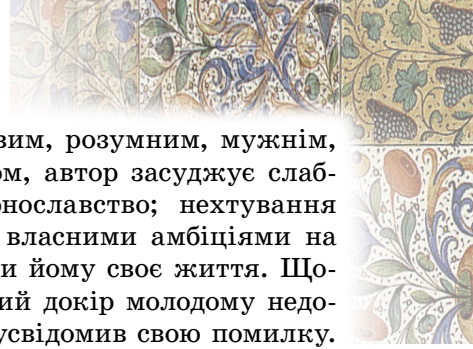 вим, розумним, мужнім,
ом, автор засуджує слаб-
рнославство; нехтування
власними амбіціями на
и йому своє життя. Що-
ий докір молодому недо-
усвідомив свою помилку.